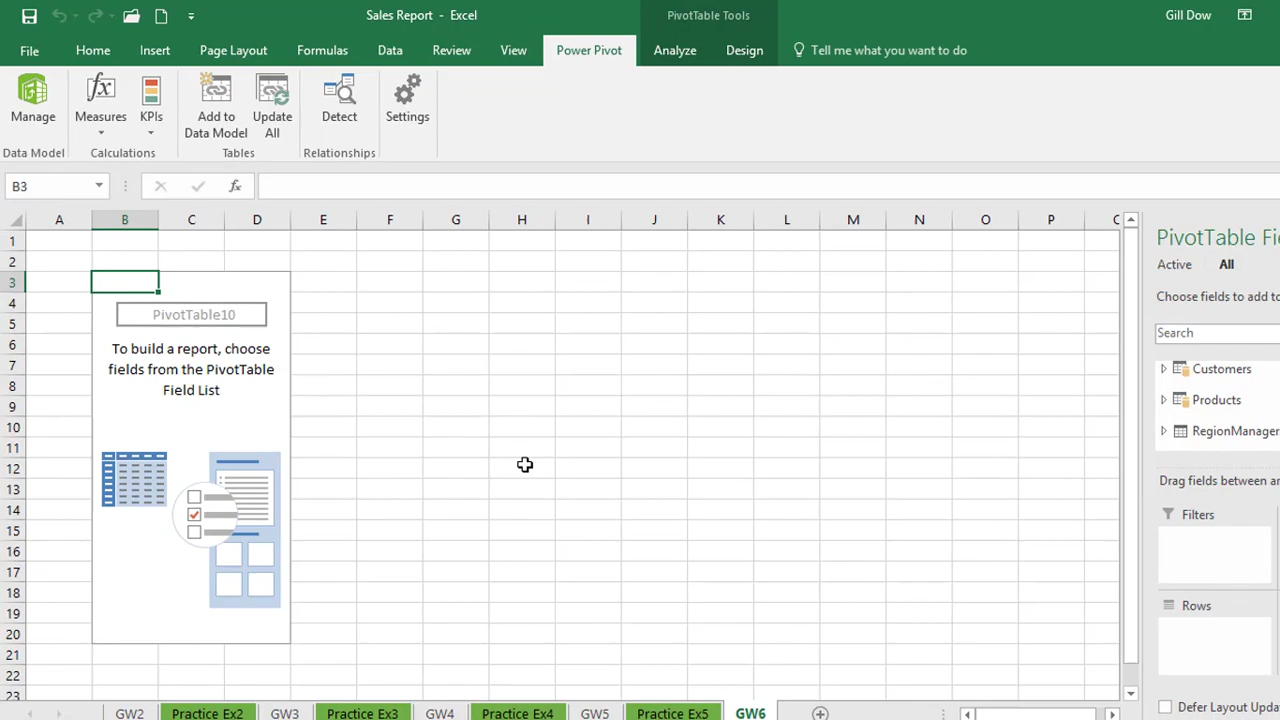 Sales Report - Excel
PivotTable Tools
Gill Dow
File
Home
Insert
Page Layout
Formulas
Data
Review
View
Power Pivot
Analyze
Design
Tell me what you want to do
Manage
Measures
KPIs
Add to
Data Model
Update
All
Detect
Settings
Data Model
Calculations
Tables
Relationships
B3
fx
A B C D E F G H I J K L M N O P
1
2
3
4
5
6
7
8
9
10
11
12
13
14
15
16
17
18
19
20
21
22
23
PivotTable10
To build a report, choose
fields from the PivotTable
Field List
PivotTable Fi
Active
All
Choose fields to add to
Search
Customers
Products
RegionManager
Drag fields between ar
Filters
Rows
Defer Layout Upda
GW2
Practice Ex2
GW3
Practice Ex3
GW4
Practice Ex4
GW5
Practice Ex5
GW6